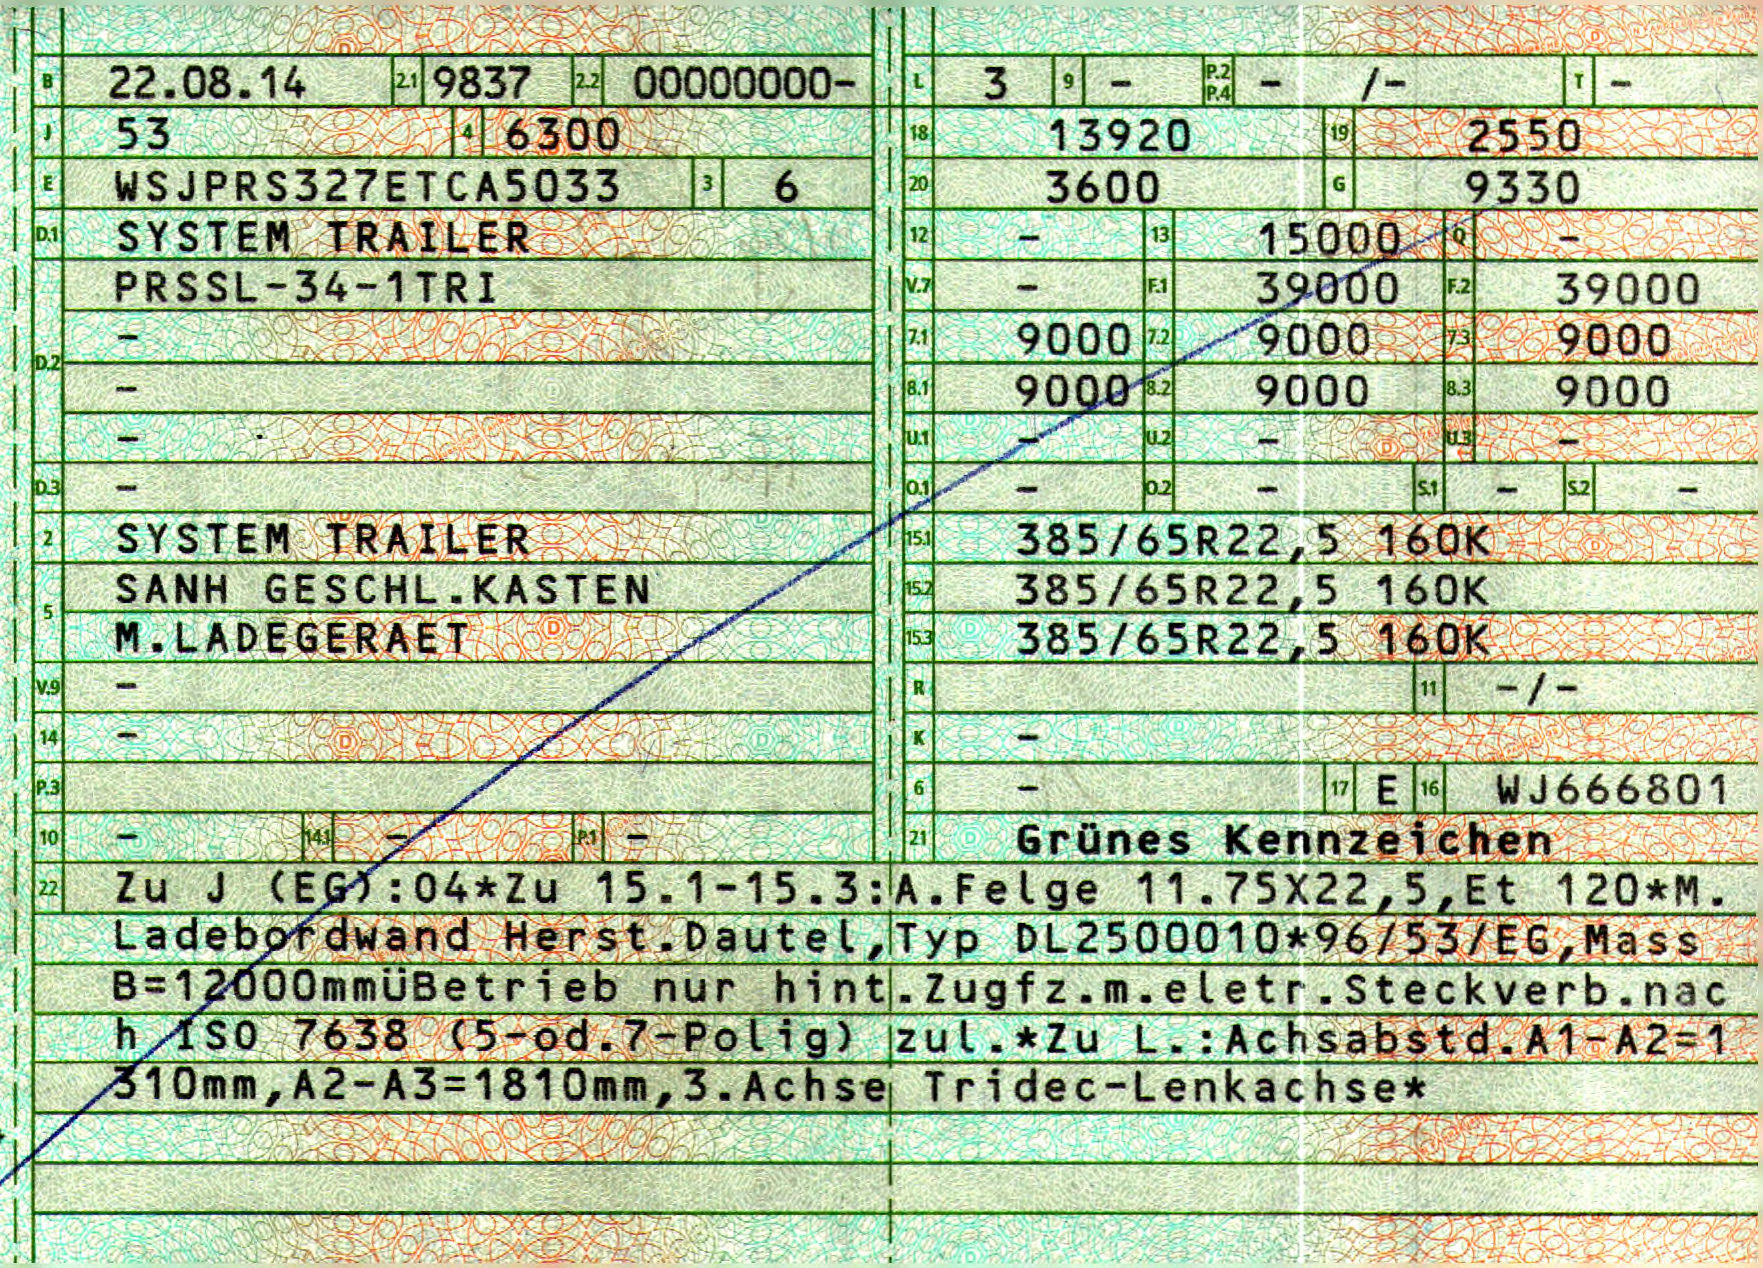 B 22.08.14 2.1 9837 2.2 00000000-
J 53 4 6300
E WSJPRS327ETCA5033 3 6
D.1 SYSTEM TRAILER
PRSSL-34-1TRI
-
D.2 -
-
D.3 -
2 SYSTEM TRAILER
SANH GESCHL.KASTEN
5 M.LADEGERAET
V.9 -
14 -
P.3
10 - 14.1 - P.1 -
L 3 9 - P.2 P.4 - /- T -
18 13920 19 2550
20 3600 G 9330
12 - 13 15000 Q -
V.7 - F.1 39000 F.2 39000
7.1 9000 7.2 9000 7.3 9000
8.1 9000 8.2 9000 8.3 9000
U.1 - U.2 - U.3 -
O.1 - O.2 - S.1 - S.2 -
15.1 385/65R22,5 160K
15.2 385/65R22,5 160K
15.3 385/65R22,5 160K
R 11 -/-
K -
6 - 17 E 16 WJ666801
21 Grünes Kennzeichen
22 Zu J (EG):04*Zu 15.1-15.3:A.Felge 11.75X22,5,Et 120*M.
Ladebordwand Herst.Dautel,Typ DL2500010*96/53/EG,Mass
B=12000mmüBetrieb nur hint.Zugfz.m.eletr.Steckverb.nac
h ISO 7638 (5-od.7-Polig) zul.*Zu L.:Achsabstd.A1-A2=1
310mm,A2-A3=1810mm,3.Achse Tridec-Lenkachse*